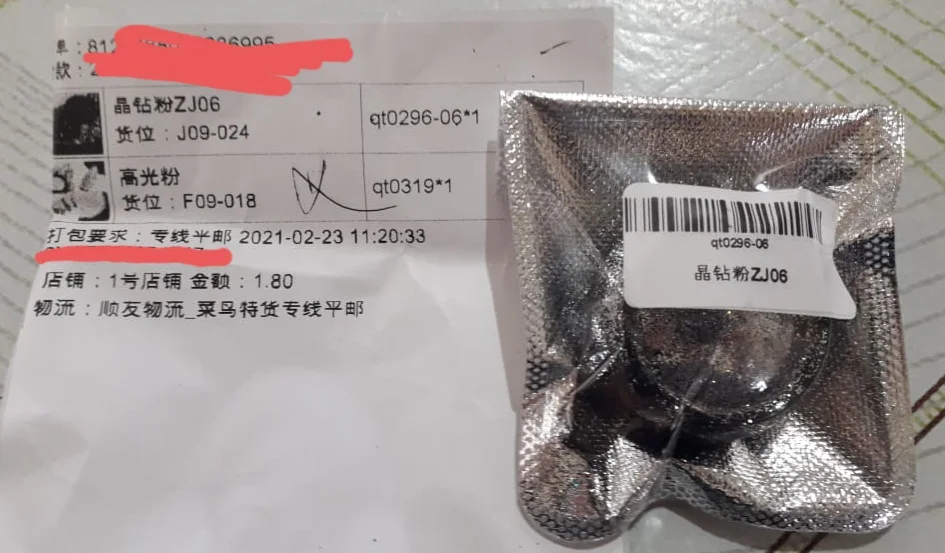 单：812
款：2
晶钻粉ZJ06
货位：J09-024
qt0296-06*1
高光粉
货位：F09-018
qt0319*1
打包要求：专线平邮 2021-02-23 11:20:33
店铺：1号店铺 金额：1.80
物流：顺友物流_菜鸟特货专线平邮
qt0296-06
晶钻粉ZJ06